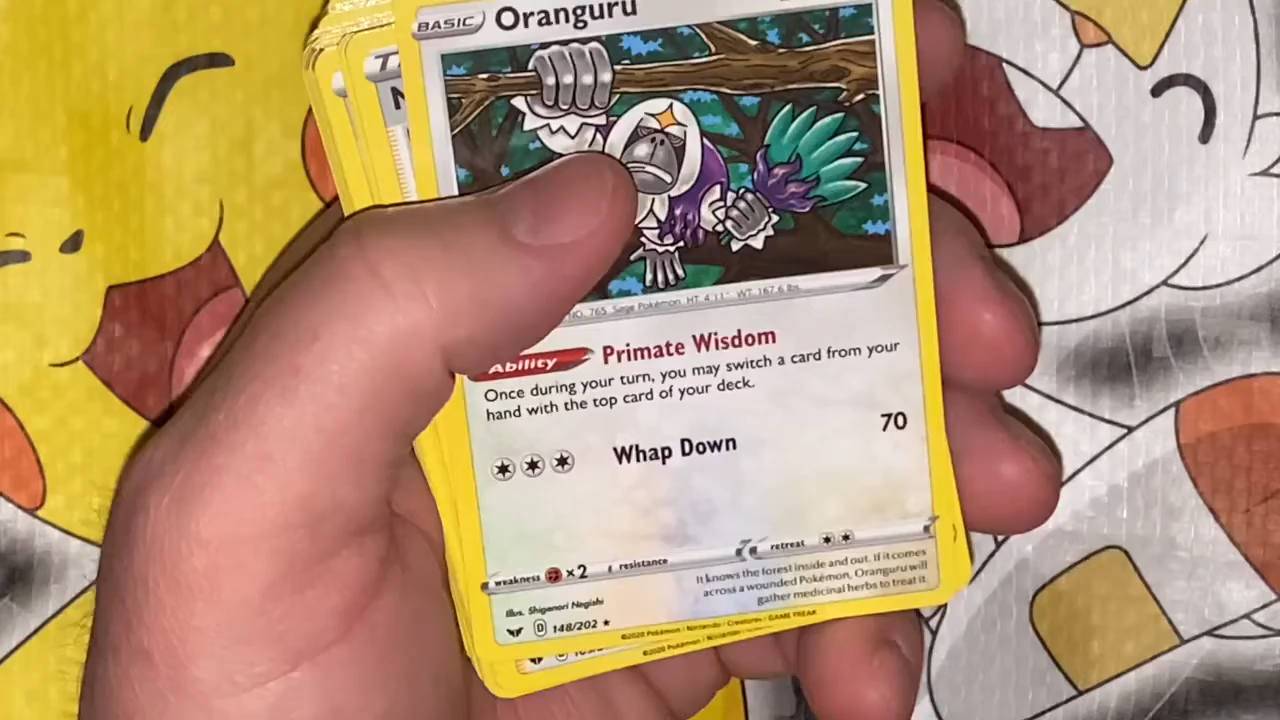 BASIC Oranguru
T
N
NO. 765 Sage Pokémon HT: 4'11" WT: 167.6 lbs.
Ability Primate Wisdom
Once during your turn, you may switch a card from your
hand with the top card of your deck.
Whap Down 70
weakness ×2 resistance retreat
It knows the forest inside and out. If it comes
across a wounded Pokémon, Oranguru will
gather medicinal herbs to treat it.
Illus. Shigenori Negishi
D 148/202
©2020 Pokémon / Nintendo / Creatures / GAME FREAK
©2020 Pokémon / Nintendo